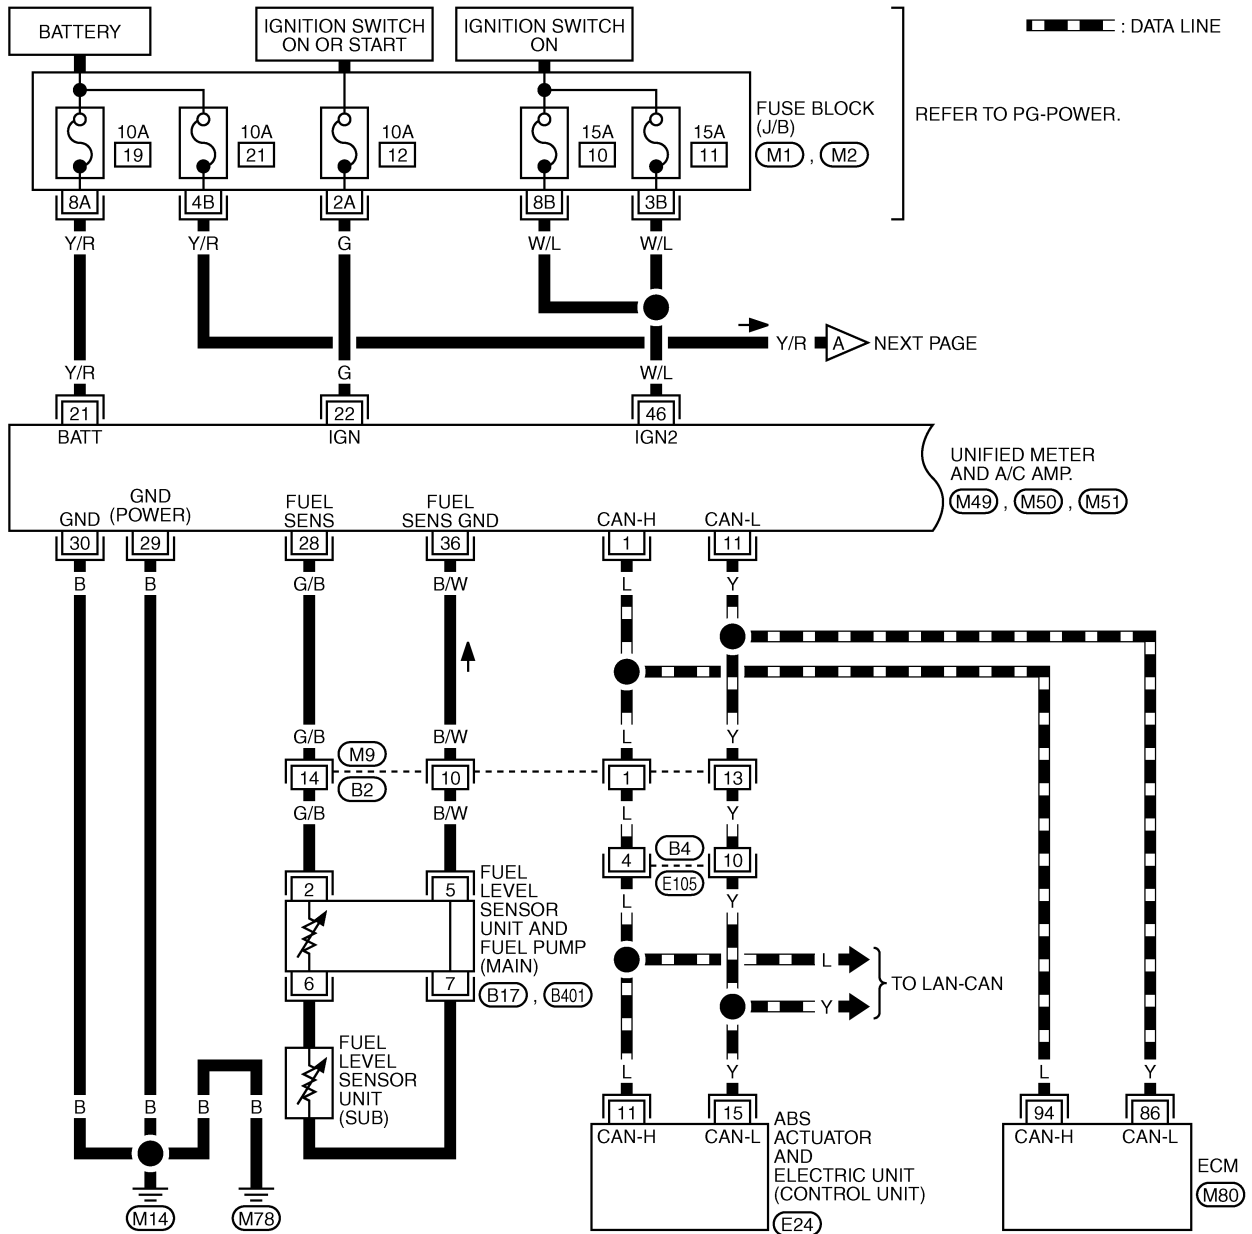 BATTERY
IGNITION SWITCH
ON OR START
IGNITION SWITCH
ON
: DATA LINE
10A
19
10A
21
10A
12
15A
10
15A
11
FUSE BLOCK
(J/B)
M1 , M2
REFER TO PG-POWER.
8A
4B
2A
8B
3B
Y/R
Y/R
G
W/L
W/L
Y/R
A
NEXT PAGE
Y/R
G
W/L
21
22
46
BATT
IGN
IGN2
UNIFIED METER
AND A/C AMP.
M49 , M50 , M51
GND
GND
(POWER)
FUEL
SENS
FUEL
SENS GND
CAN-H
CAN-L
30
29
28
36
1
11
B
B
G/B
B/W
L
Y
G/B
B/W
L
Y
M9
14
10
1
13
B2
G/B
B/W
L
Y
B4
4
10
E105
L
Y
2
5
FUEL
LEVEL
SENSOR
UNIT AND
FUEL PUMP
(MAIN)
B17 , B401
6
7
L
Y
TO LAN-CAN
FUEL
LEVEL
SENSOR
UNIT
(SUB)
B
B
B
B
L
Y
L
Y
11
15
94
86
CAN-H
CAN-L
CAN-H
CAN-L
ABS
ACTUATOR
AND
ELECTRIC UNIT
(CONTROL UNIT)
E24
ECM
M80
M14
M78